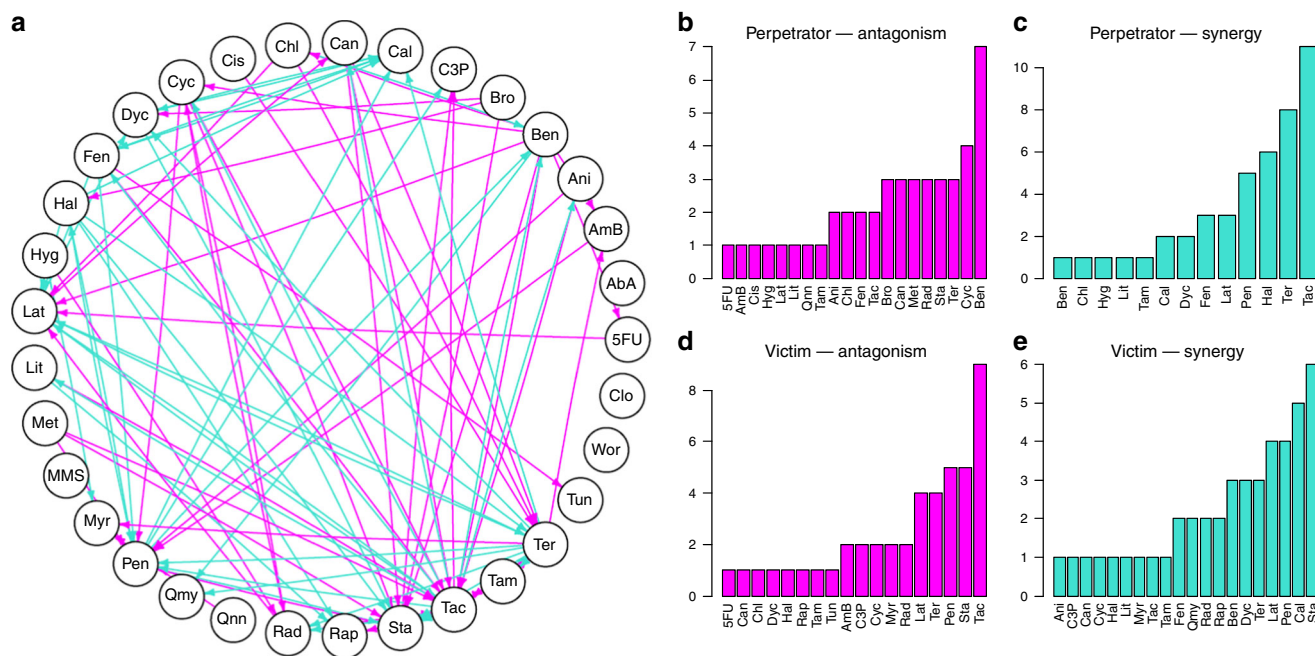 a
Can
Chl
Cal
Cis
C3P
Cyc
Bro
Dyc
Ben
Fen
Ani
Hal
AmB
Hyg
AbA
Lat
5FU
Lit
Clo
Met
Wor
MMS
Tun
Myr
Ter
Pen
Tam
Qmy
Tac
Qnn
Sta
Rad
Rap
b
Perpetrator — antagonism
7
6
5
4
3
2
1
0
5FU AmB Cis Hyg Lat Lit Qnn Tam Ani Chl Fen Tac Bro Can Met Rad Sta Ter Cyc Ben
c
Perpetrator — synergy
10
8
6
4
2
0
Ben Chl Hyg Lit Tam Cal Dyc Fen Lat Pen Hal Ter Tac
d
Victim — antagonism
8
6
4
2
0
5FU Can Chl Dyc Hal Rap Tam Tun AmB C3P Cyc Myr Rad Lat Ter Pen Sta Tac
e
Victim — synergy
6
5
4
3
2
1
0
Ani C3P Can Cyc Hal Lit Myr Tac Tam Fen Qmy Rad Rap Ben Dyc Ter Lat Pen Cal Sta